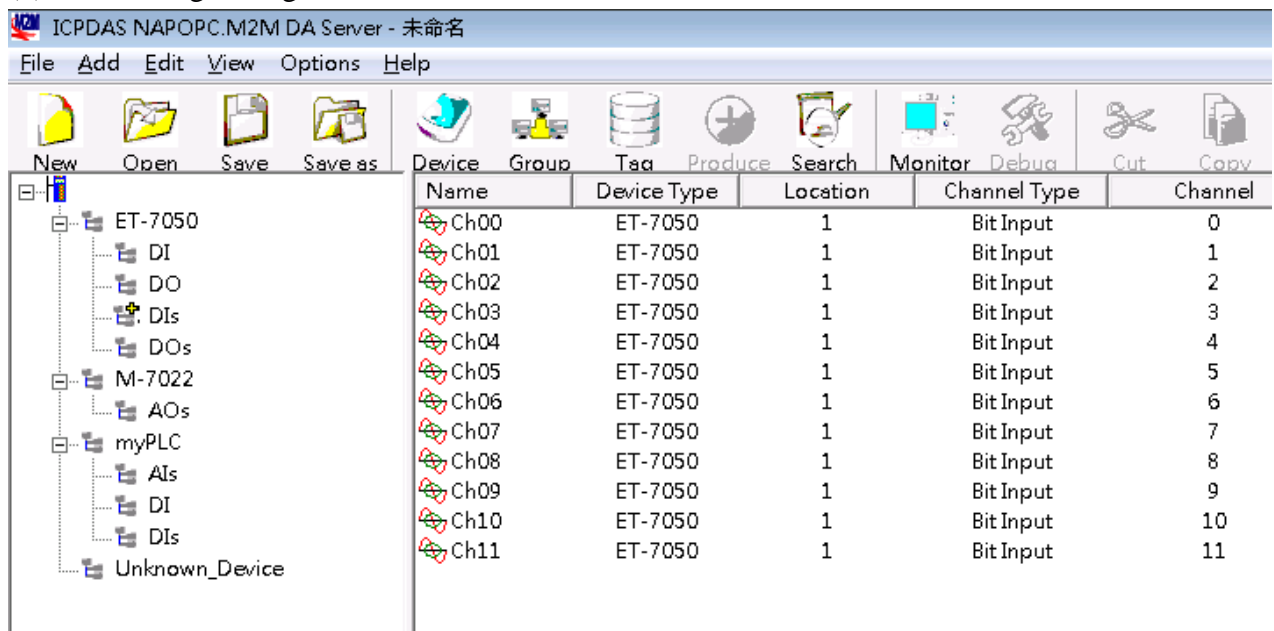 ICPDAS NAPOPC.M2M DA Server - 未命名
File Add Edit View Options Help
New Open Save Save as Device Group Tag Produce Search Monitor Debug Cut Copy
Name Device Type Location Channel Type Channel
ET-7050
DI
DO
DIs
DOs
M-7022
AOs
myPLC
AIs
DI
DIs
Unknown_Device
Ch00 ET-7050 1 Bit Input 0
Ch01 ET-7050 1 Bit Input 1
Ch02 ET-7050 1 Bit Input 2
Ch03 ET-7050 1 Bit Input 3
Ch04 ET-7050 1 Bit Input 4
Ch05 ET-7050 1 Bit Input 5
Ch06 ET-7050 1 Bit Input 6
Ch07 ET-7050 1 Bit Input 7
Ch08 ET-7050 1 Bit Input 8
Ch09 ET-7050 1 Bit Input 9
Ch10 ET-7050 1 Bit Input 10
Ch11 ET-7050 1 Bit Input 11